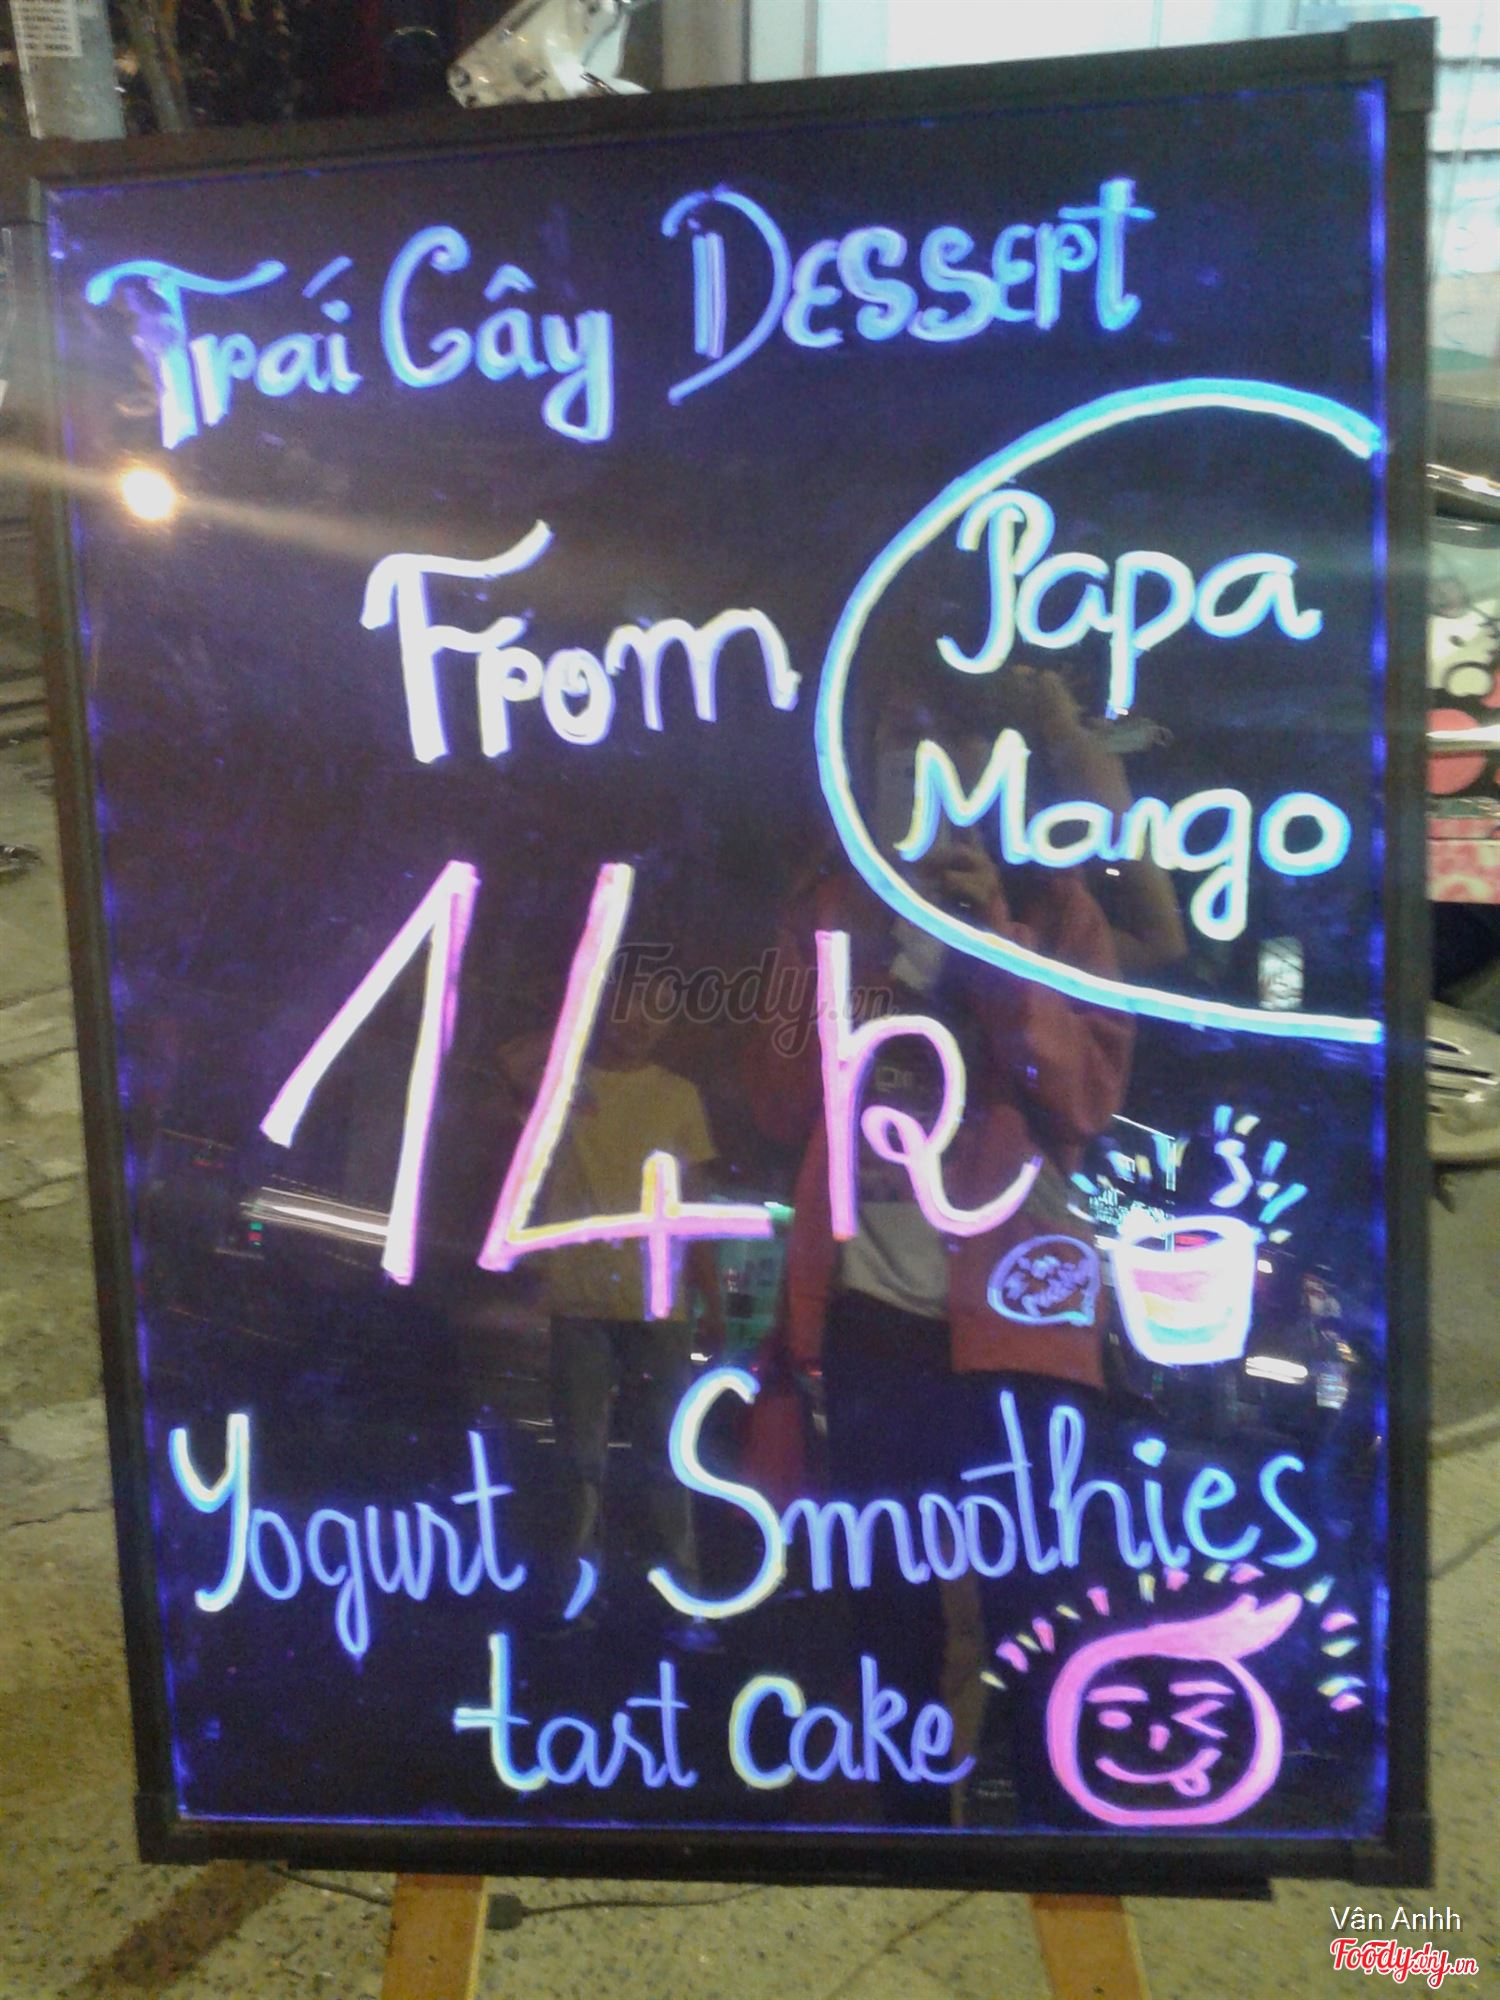 Trái Cây Dessert
From
Papa
Mango
14k
Yogurt, Smoothies
tart cake
Foody.vn
Vân Anhh